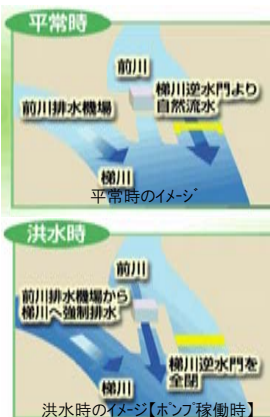 平常時
前川
梯川逆水門より
自然流水
前川排水機場
梯川
平常時のイメージ
洪水時
前川
前川排水機場から
梯川へ強制排水
梯川逆水門を
全閉
梯川
洪水時のイメージ【ポンプ稼働時】